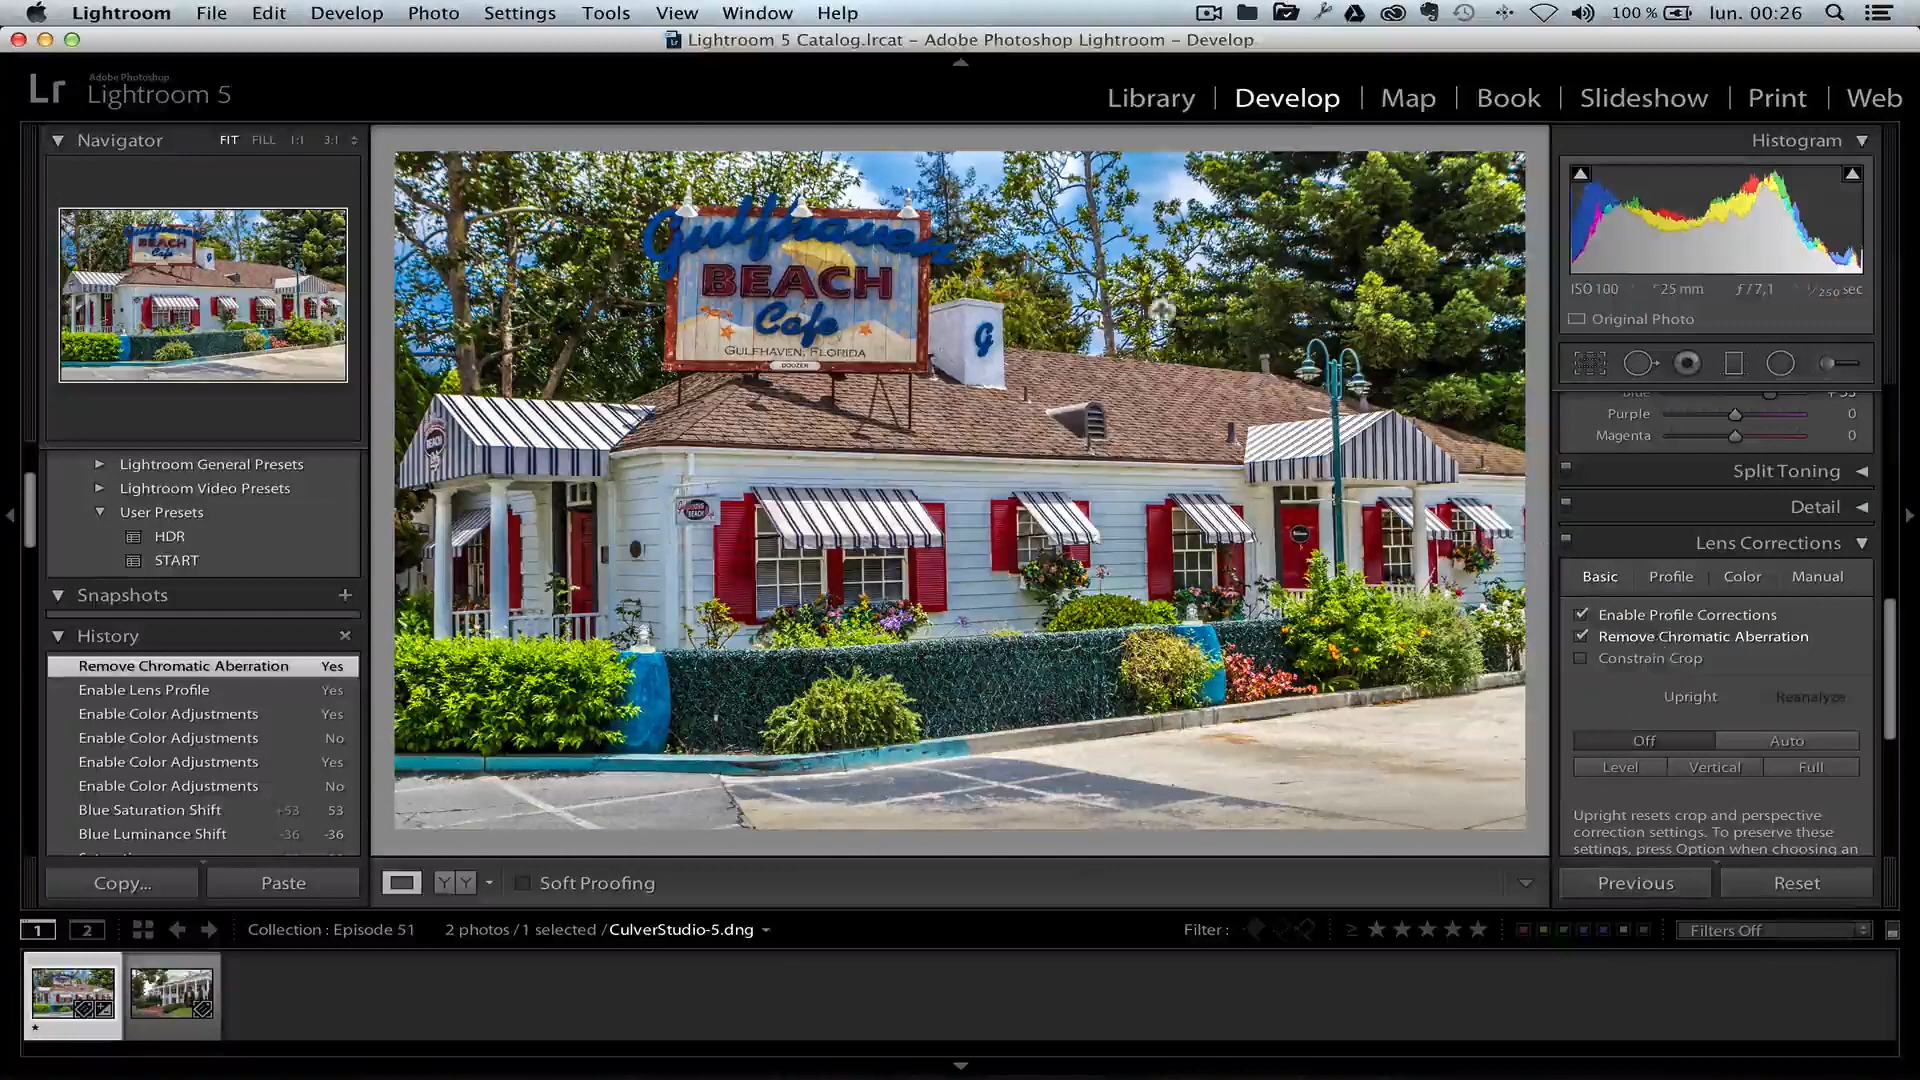 Lightroom File Edit Develop Photo Settings Tools View Window Help 100 % lun. 00:26
Lightroom 5 Catalog.lrcat – Adobe Photoshop Lightroom – Develop
Lr Adobe Photoshop
Lightroom 5
Library Develop Map Book Slideshow Print Web
Navigator FIT FILL 1:1 3:1
Lightroom General Presets
Lightroom Video Presets
User Presets
HDR
START
Snapshots
History
Remove Chromatic Aberration Yes
Enable Lens Profile Yes
Enable Color Adjustments Yes
Enable Color Adjustments No
Enable Color Adjustments Yes
Enable Color Adjustments No
Blue Saturation Shift +53 53
Blue Luminance Shift -36 -36
Copy... Paste
Gulfhaven
BEACH
Cafe
GULFHAVEN, FLORIDA
DOOZER
G
BEACH
BEACH
Soft Proofing
Histogram
ISO 100 25 mm f / 7,1 1/250 sec
Original Photo
Blue +53
Purple 0
Magenta 0
Split Toning
Detail
Lens Corrections
Basic Profile Color Manual
Enable Profile Corrections
Remove Chromatic Aberration
Constrain Crop
Upright Reanalyze
Off Auto
Level Vertical Full
Upright resets crop and perspective
correction settings. To preserve these
settings, press Option when choosing an
Previous Reset
1 2 Collection : Episode 51 2 photos / 1 selected / CulverStudio-5.dng Filter : ≥ ★ ★ ★ ★ ★ Filters Off